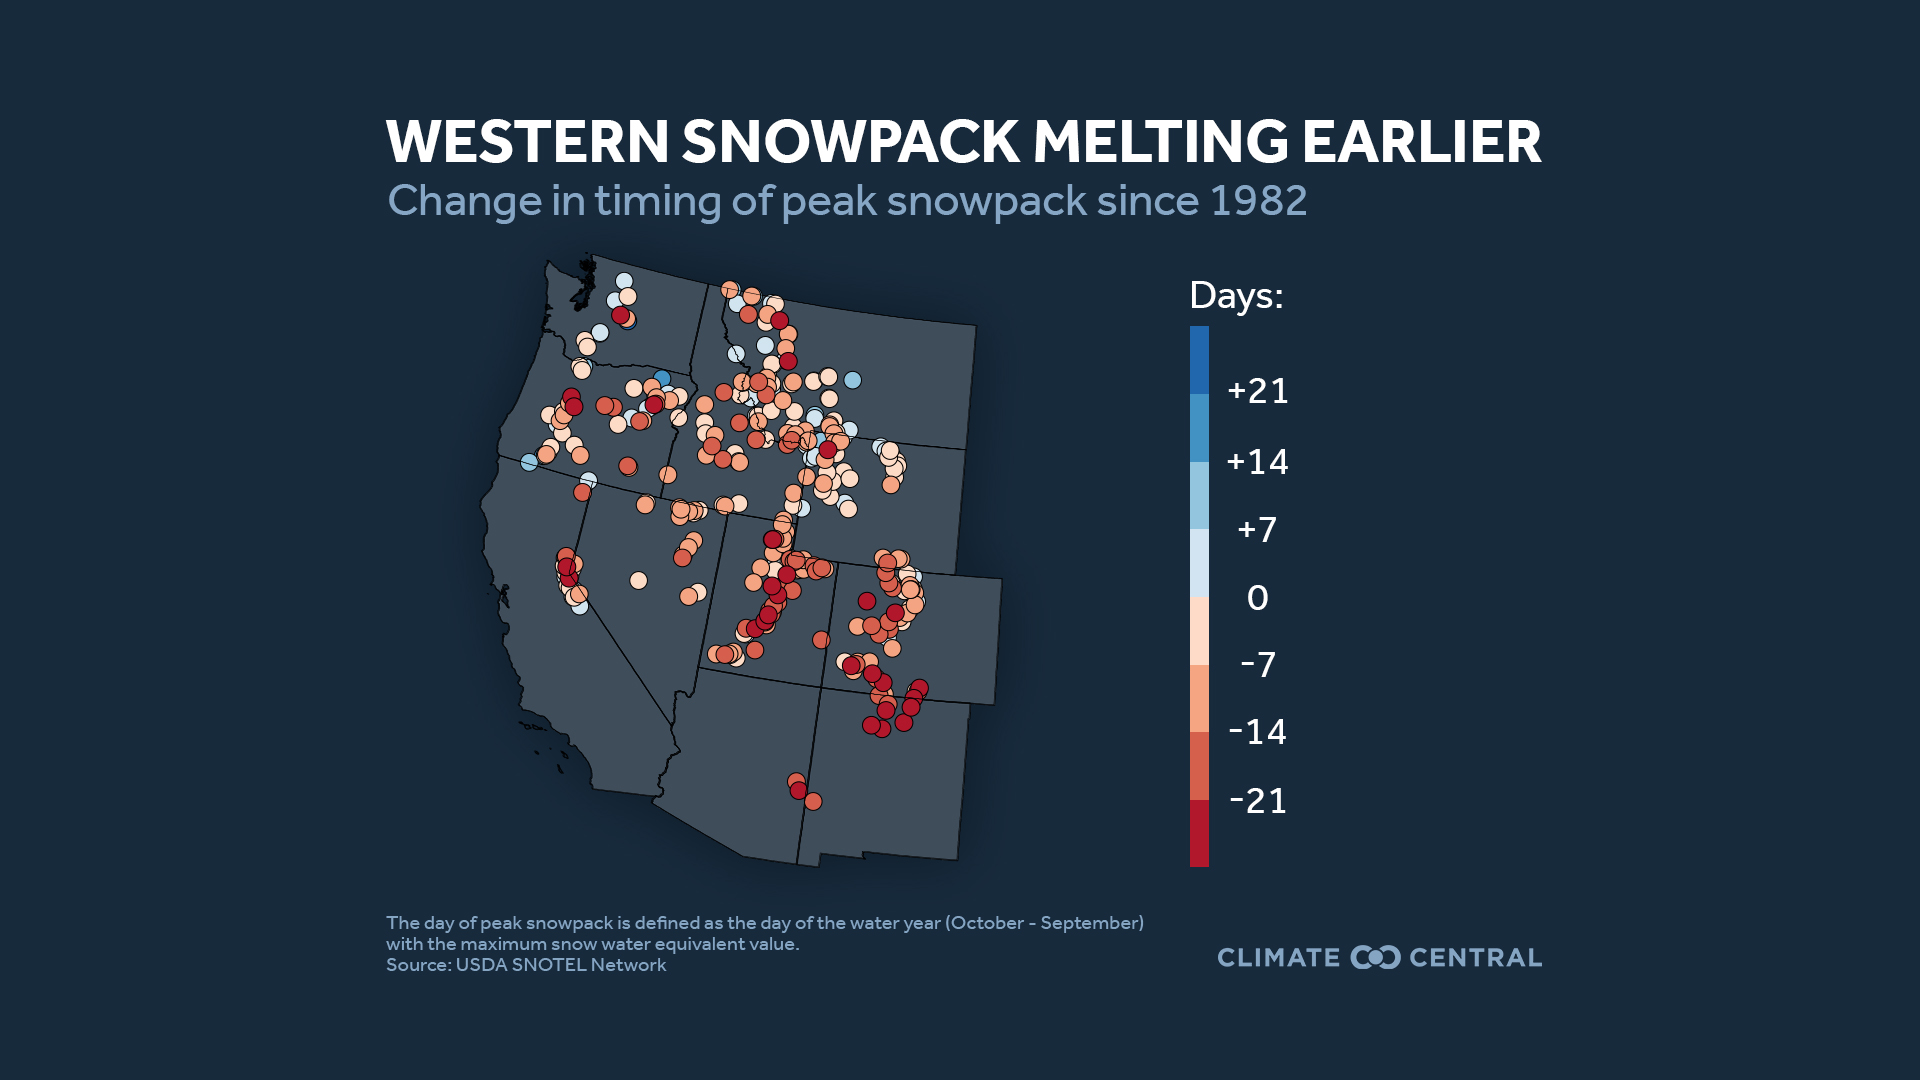 WESTERN SNOWPACK MELTING EARLIER
Change in timing of peak snowpack since 1982
Days:
+21
+14
+7
0
-7
-14
-21
The day of peak snowpack is defined as the day of the water year (October - September)
with the maximum snow water equivalent value.
Source: USDA SNOTEL Network
CLIMATE CENTRAL